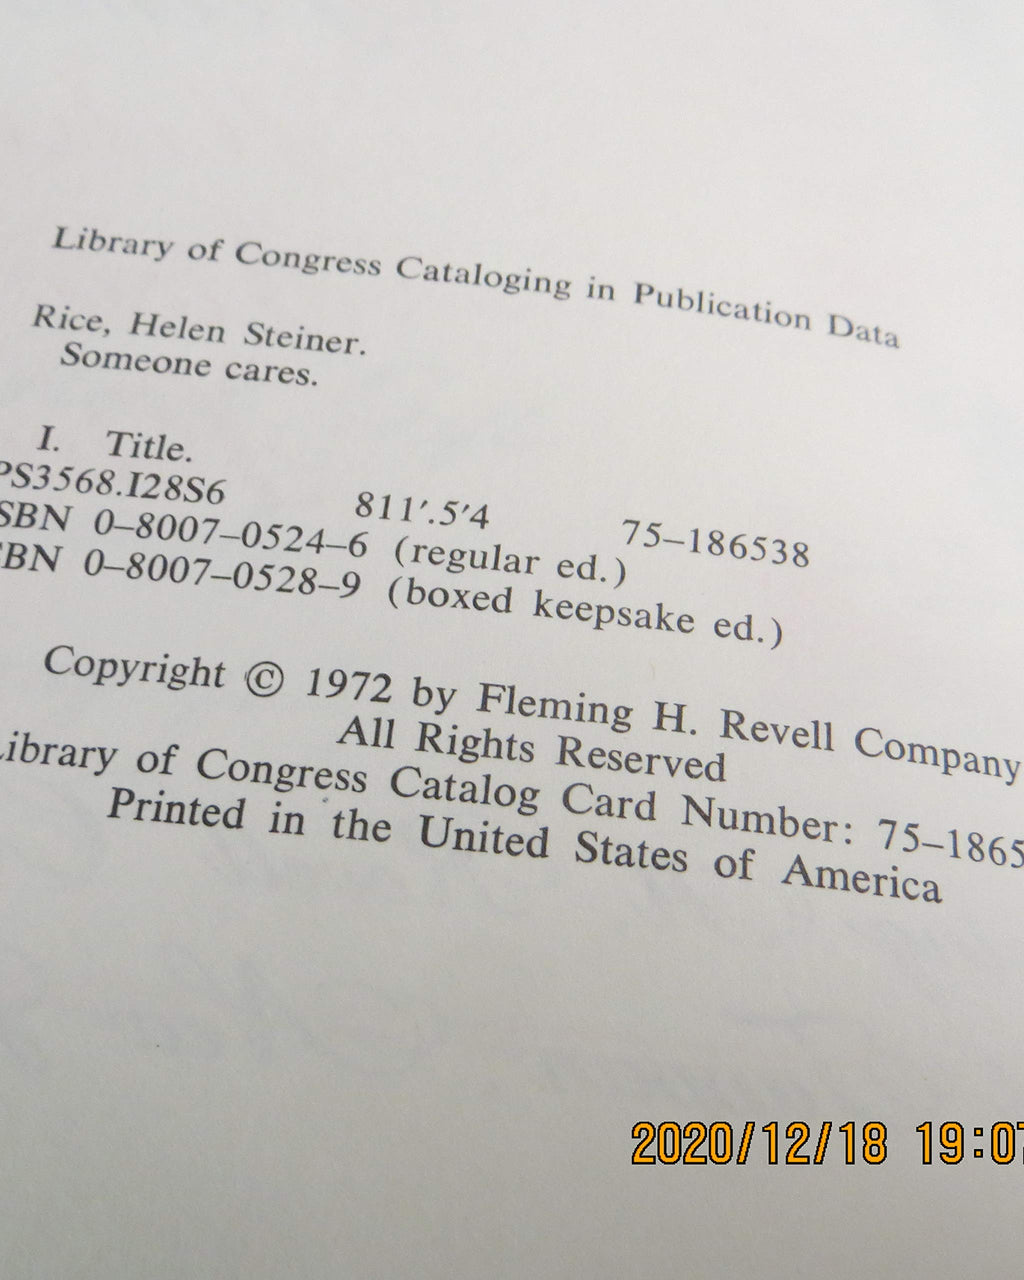 Library of Congress Cataloging in Publication Data
Rice, Helen Steiner.
Someone cares.
I. Title.
PS3568.I28S6 811'.5'4 75–186538
SBN 0–8007–0524–6 (regular ed.)
BN 0–8007–0528–9 (boxed keepsake ed.)
Copyright © 1972 by Fleming H. Revell Company
All Rights Reserved
Library of Congress Catalog Card Number: 75–1865
Printed in the United States of America
2020/12/18 19:07